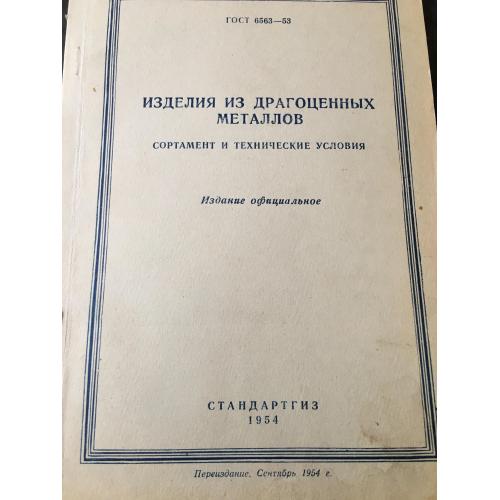 ГОСТ 6563—53
ИЗДЕЛИЯ ИЗ ДРАГОЦЕННЫХ
МЕТАЛЛОВ
СОРТАМЕНТ И ТЕХНИЧЕСКИЕ УСЛОВИЯ
Издание официальное
СТАНДАРТГИЗ
1954
Переиздание. Сентябрь 1954 г.